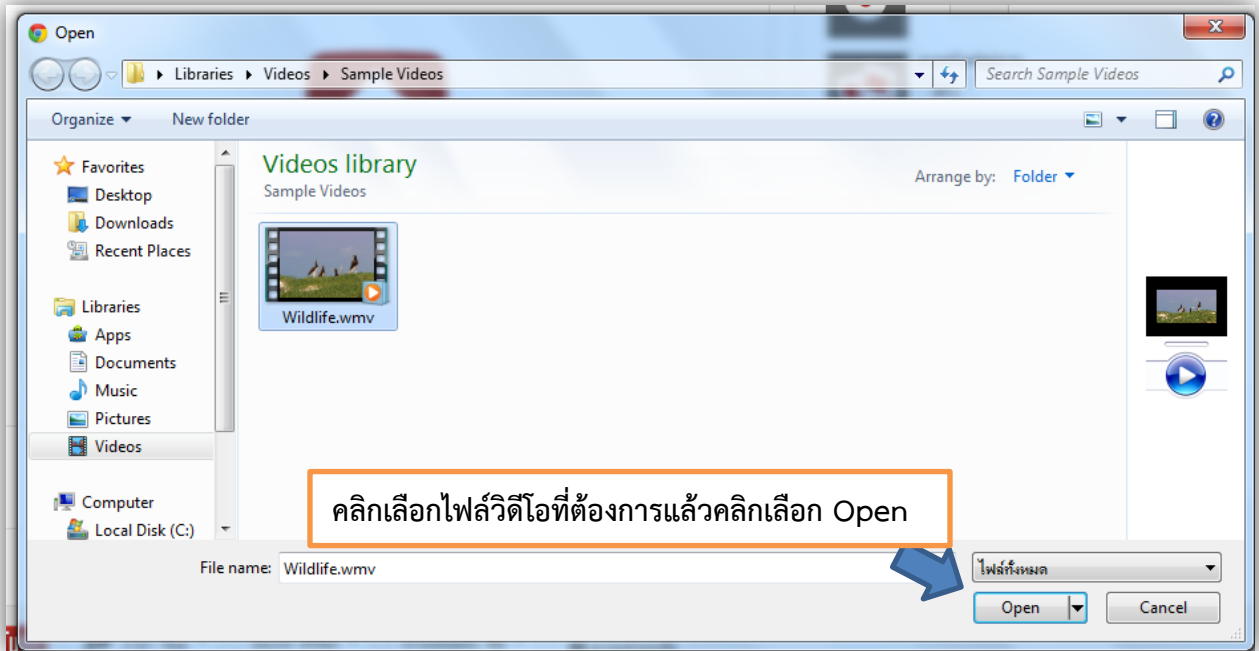 Open
Libraries Videos Sample Videos
Search Sample Videos
Organize New folder
Favorites
Desktop
Downloads
Recent Places
Libraries
Apps
Documents
Music
Pictures
Videos
Computer
Local Disk (C:)
Videos library
Sample Videos
Arrange by: Folder
Wildlife.wmv
คลิกเลือกไฟล์วิดีโอที่ต้องการแล้วคลิกเลือก Open
File name: Wildlife.wmv
ไฟล์ทั้งหมด
Open Cancel